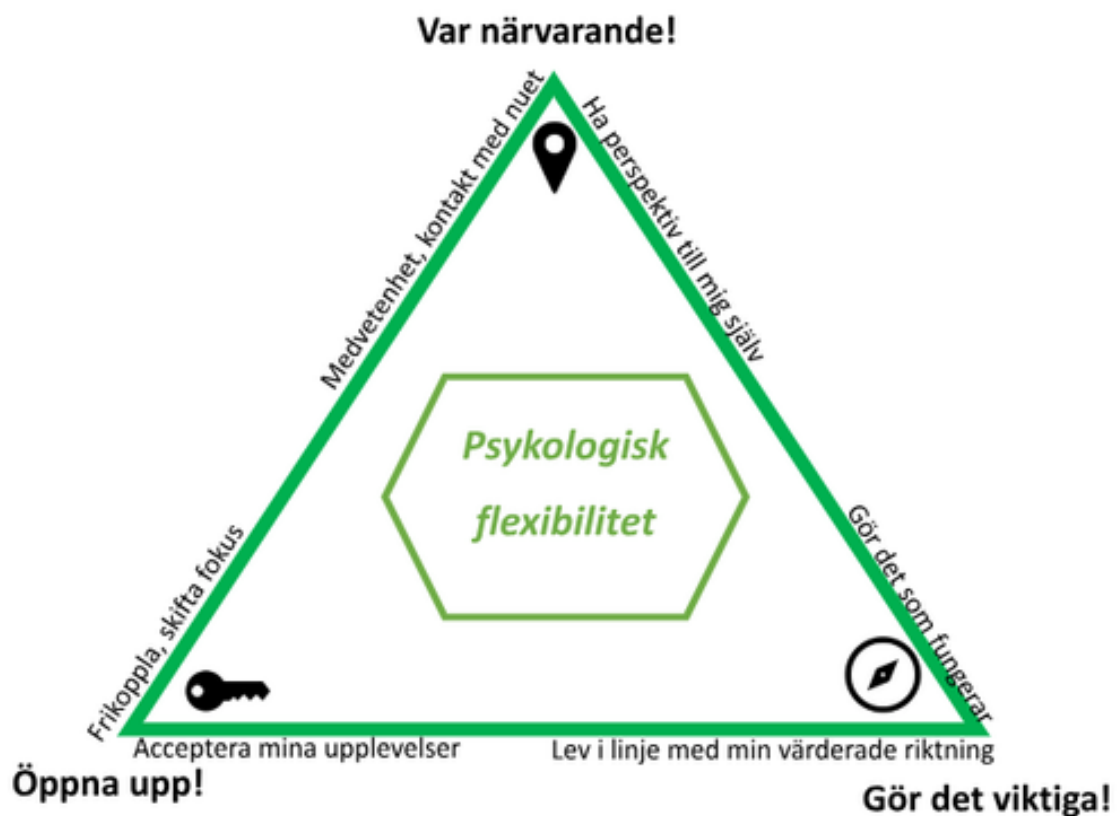 Var närvarande!
Medvetenhet, kontakt med nuet
Ha perspektiv till mig själv
Psykologisk
flexibilitet
Frikoppla, skifta fokus
Gör det som fungerar
Acceptera mina upplevelser
Lev i linje med min värderade riktning
Öppna upp!
Gör det viktiga!